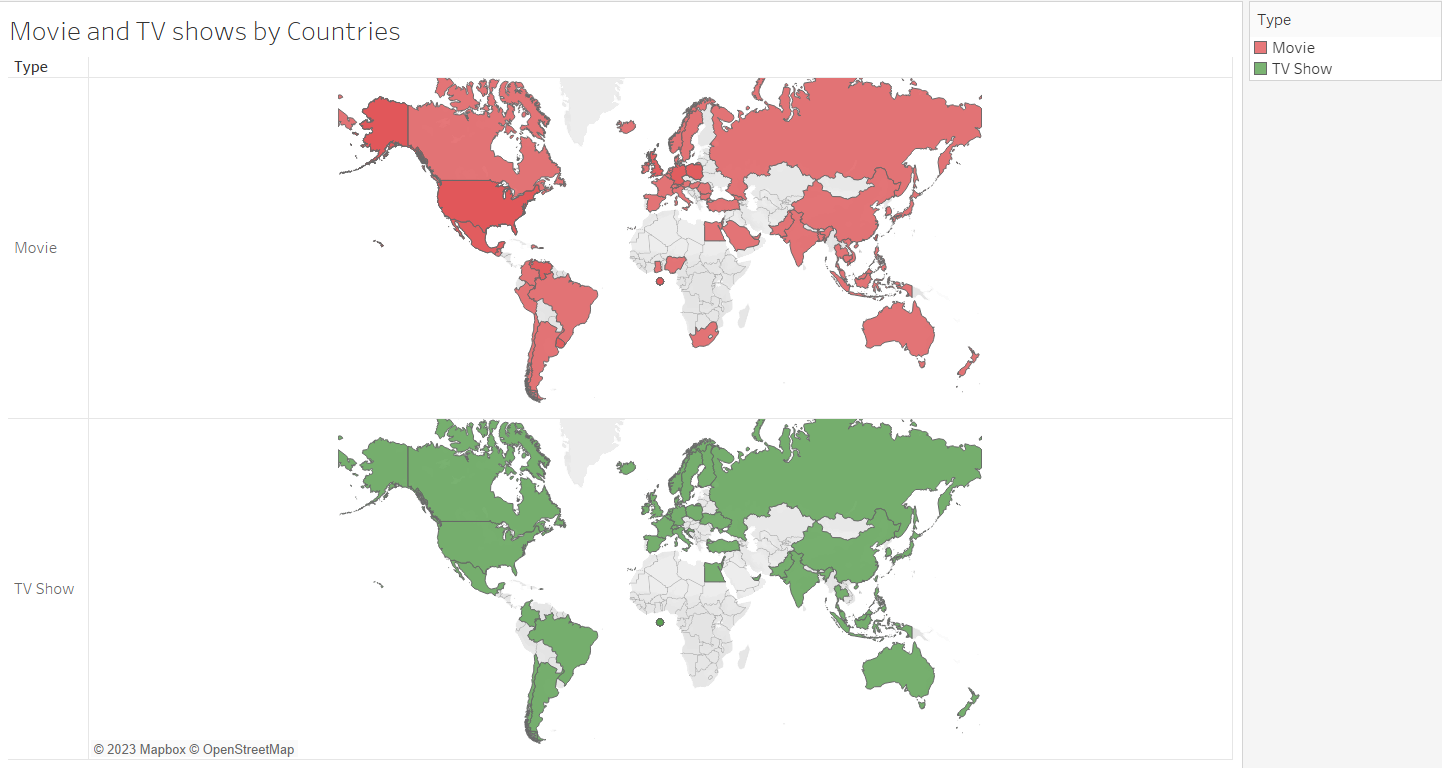 Movie and TV shows by Countries
Type
Movie
TV Show
© 2023 Mapbox © OpenStreetMap
Type
Movie
TV Show